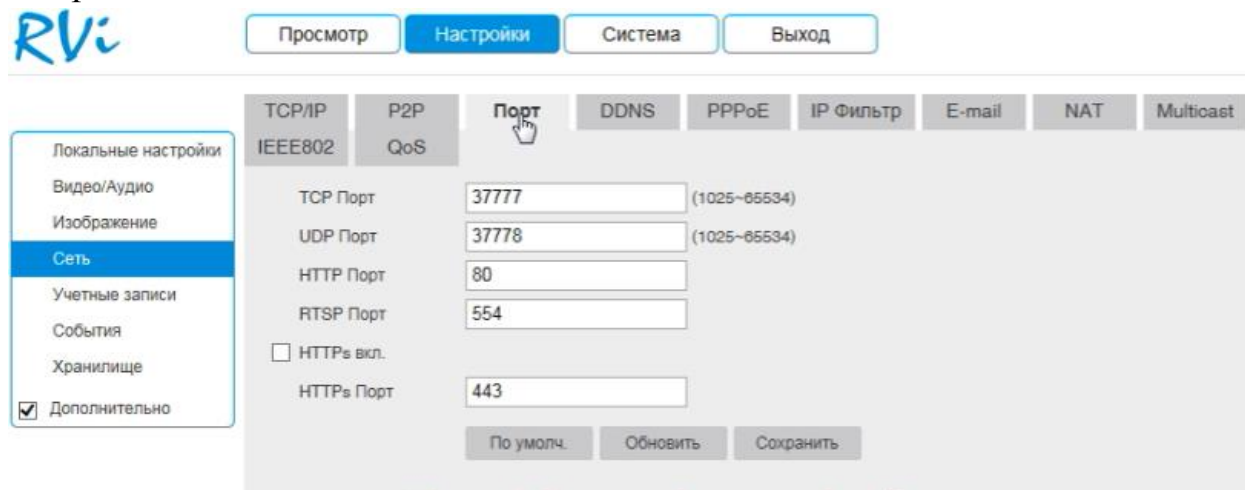 RVi
Просмотр Настройки Система Выход
TCP/IP P2P Порт DDNS PPPoE IP Фильтр E-mail NAT Multicast
IEEE802 QoS
Локальные настройки
Видео/Аудио
Изображение
Сеть
Учетные записи
События
Хранилище
Дополнительно
TCP Порт 37777 (1025~65534)
UDP Порт 37778 (1025~65534)
HTTP Порт 80
RTSP Порт 554
HTTPs вкл.
HTTPs Порт 443
По умолч. Обновить Сохранить